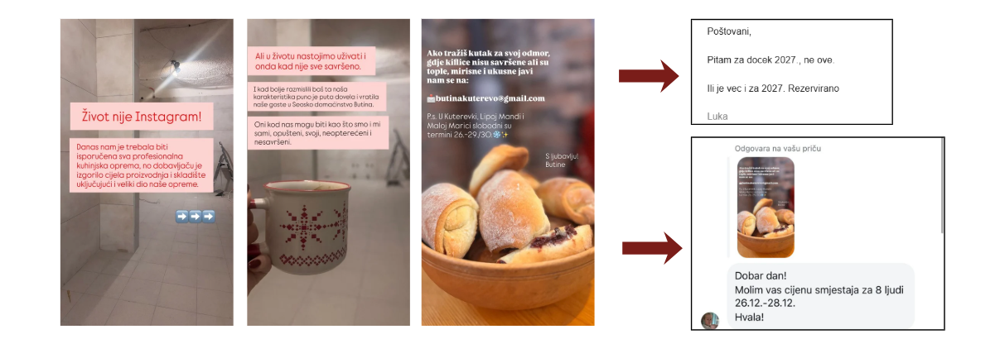 Život nije Instagram!
Danas nam je trebala biti
isporučena sva profesionalna
kuhinjska oprema, no dobavljaču je
izgorilo cijela proizvodnja i skladište
uključujući i veliki dio naše opreme.
Ali u životu nastojimo uživati i
onda kad nije sve savršeno.
I kad bolje razmislili baš ta naša
karakteristika puno je puta dovela i vratila
naše goste u Seosko domaćinstvo Butina.
Oni kod nas mogu biti kao što smo i mi
sami, opušteni, svoji, neopterećeni i
nesavršeni.
Ako tražiš kutak za svoj odmor,
gdje kiflice nisu savršene ali su
tople, mirisne i ukusne javi
nam se na:
butinakuterevo@gmail.com
P.s. U Kuterevki, Lipoj Mandi i
Maloj Marici slobodni su
termini 26.-29./30.
S ljubavlju!
Butine
Poštovani,
Pitam za docek 2027., ne ove.
Ili je vec i za 2027. Rezervirano
Luka
Odgovara na vašu priču
Dobar dan!
Molim vas cijenu smjestaja za 8 ljudi
26.12.-28.12.
Hvala!